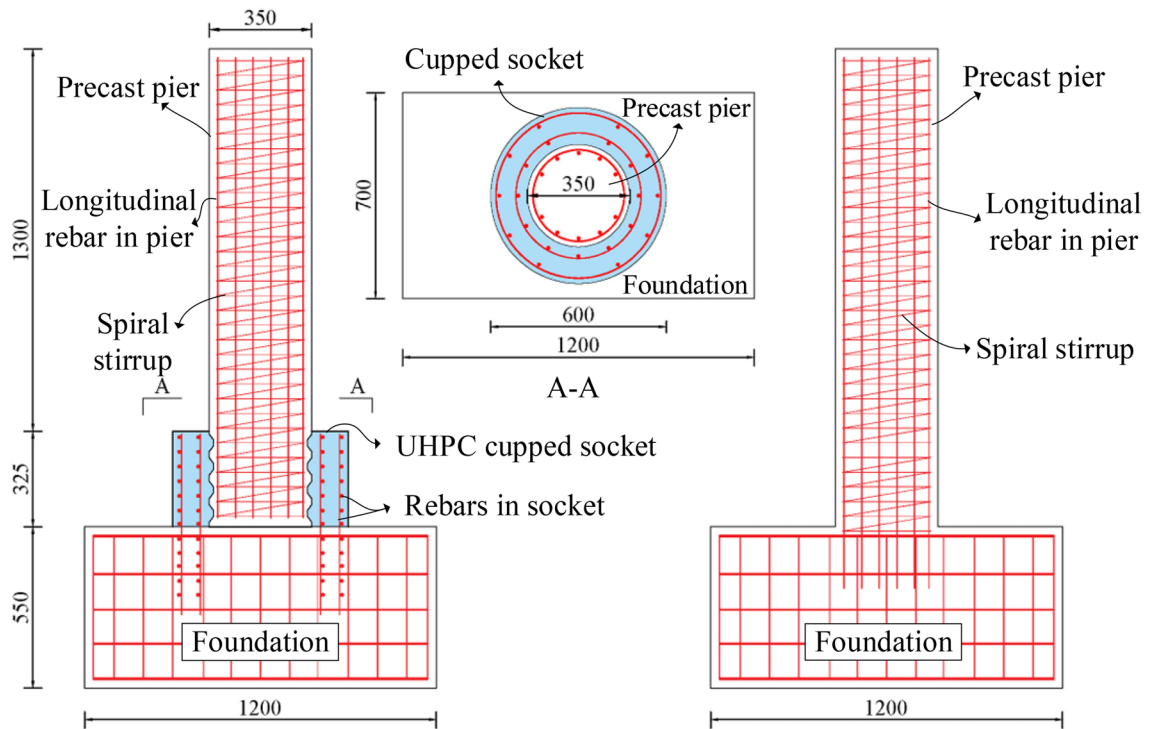 350
Precast pier
Longitudinal
rebar in pier
Spiral
stirrup
1300
325
550
A
A
UHPC cupped socket
Rebars in socket
Foundation
1200
Cupped socket
Precast pier
350
700
Foundation
600
1200
A-A
Precast pier
Longitudinal
rebar in pier
Spiral stirrup
Foundation
1200